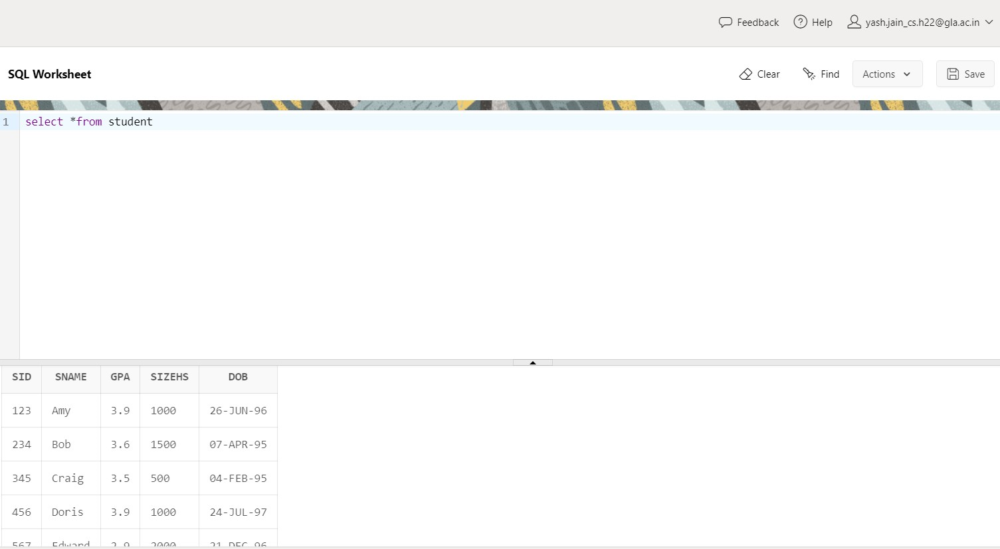 Feedback Help yash.jain_cs.h22@gla.ac.in
SQL Worksheet Clear Find Actions Save
1 select *from student
SID SNAME GPA SIZEHS DOB
123 Amy 3.9 1000 26-JUN-96
234 Bob 3.6 1500 07-APR-95
345 Craig 3.5 500 04-FEB-95
456 Doris 3.9 1000 24-JUL-97
567 Edward 2.9 2000 21-DEC-96